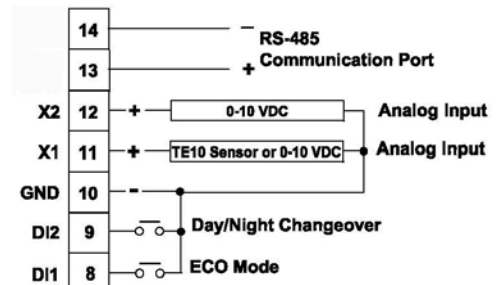 14 − RS-485
13 + Communication Port
X2 12 + 0-10 VDC Analog Input
X1 11 + TE10 Sensor or 0-10 VDC Analog Input
GND 10 -
DI2 9 Day/Night Changeover
DI1 8 ECO Mode